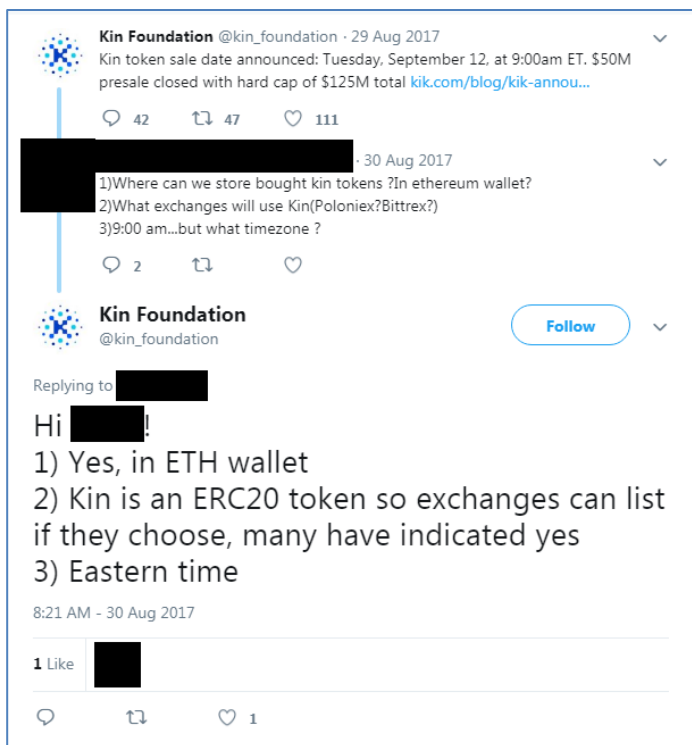 Kin Foundation @kin_foundation · 29 Aug 2017
Kin token sale date announced: Tuesday, September 12, at 9:00am ET. $50M
presale closed with hard cap of $125M total kik.com/blog/kik-annou...
42 47 111
· 30 Aug 2017
1)Where can we store bought kin tokens ?In ethereum wallet?
2)What exchanges will use Kin(Poloniex?Bittrex?)
3)9:00 am...but what timezone ?
2
Kin Foundation
@kin_foundation
Follow
Replying to
Hi !
1) Yes, in ETH wallet
2) Kin is an ERC20 token so exchanges can list
if they choose, many have indicated yes
3) Eastern time
8:21 AM - 30 Aug 2017
1 Like
1